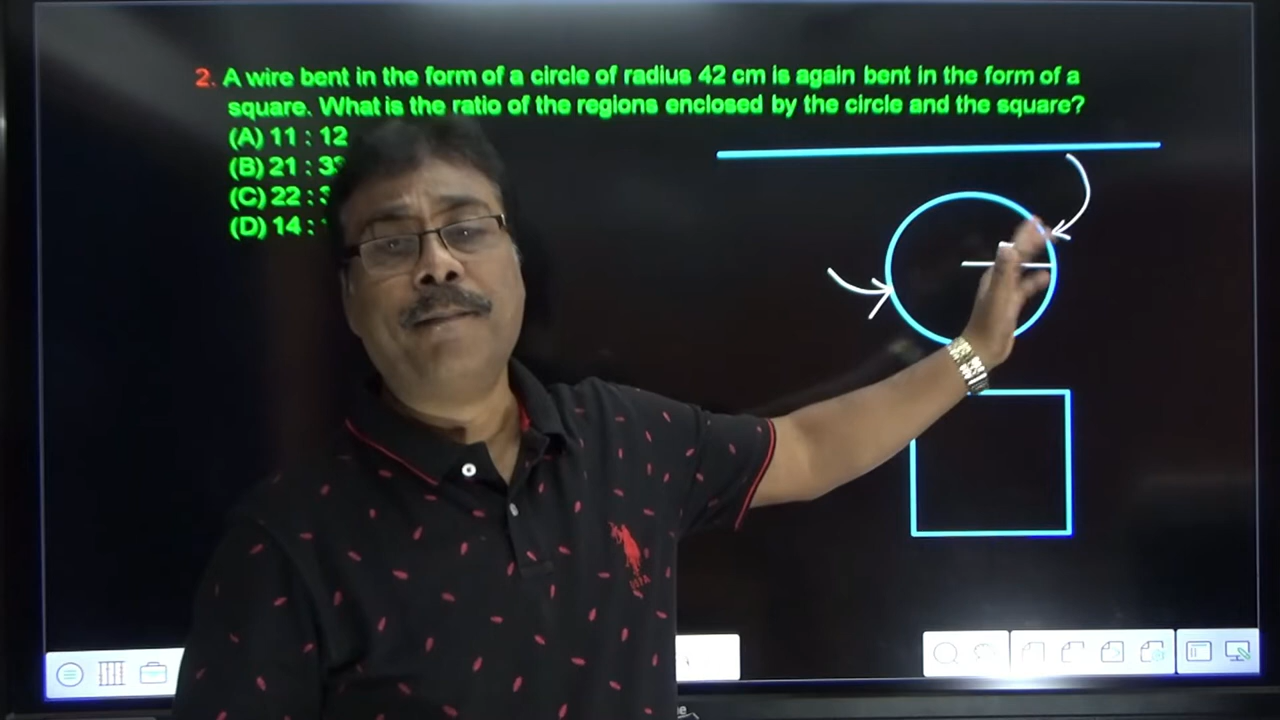 2. A wire bent in the form of a circle of radius 42 cm is again bent in the form of a
square. What is the ratio of the regions enclosed by the circle and the square?
(A) 11 : 12
(B) 21 :
(C) 22 :
(D) 14 :
USPA